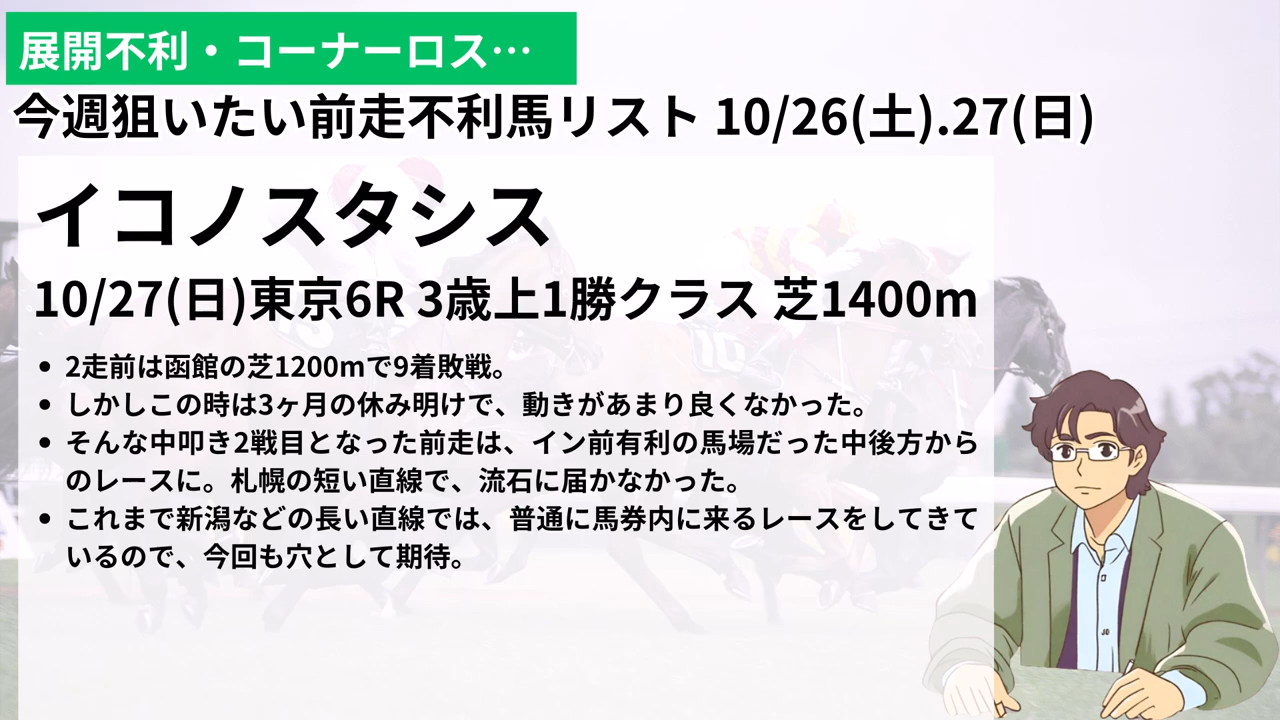 展開不利・コーナーロス…
今週狙いたい前走不利馬リスト 10/26(土).27(日)
イコノスタシス
10/27(日)東京6R 3歳上1勝クラス 芝1400m
• 2走前は函館の芝1200mで9着敗戦。
• しかしこの時は3ヶ月の休み明けで、動きがあまり良くなかった。
• そんな中叩き2戦目となった前走は、イン前有利の馬場だった中後方から
のレースに。札幌の短い直線で、流石に届かなかった。
• これまで新潟などの長い直線では、普通に馬券内に来るレースをしてきて
いるので、今回も穴として期待。